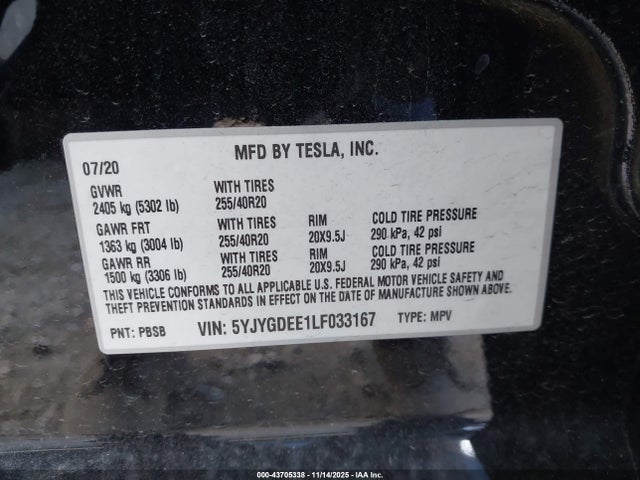 MFD BY TESLA, INC.
07/20
GVWR WITH TIRES
2405 kg (5302 lb) 255/40R20
GAWR FRT WITH TIRES RIM COLD TIRE PRESSURE
1363 kg (3004 lb) 255/40R20 20X9.5J 290 kPa, 42 psi
GAWR RR WITH TIRES RIM COLD TIRE PRESSURE
1500 kg (3306 lb) 255/40R20 20X9.5J 290 kPa, 42 psi
THIS VEHICLE CONFORMS TO ALL APPLICABLE U.S. FEDERAL MOTOR VEHICLE SAFETY AND
THEFT PREVENTION STANDARDS IN EFFECT ON THE DATE OF MANUFACTURE SHOWN ABOVE.
PNT: PBSB VIN: 5YJYGDEE1LF033167 TYPE: MPV
000-43705338 - 11/14/2025 - IAA Inc.